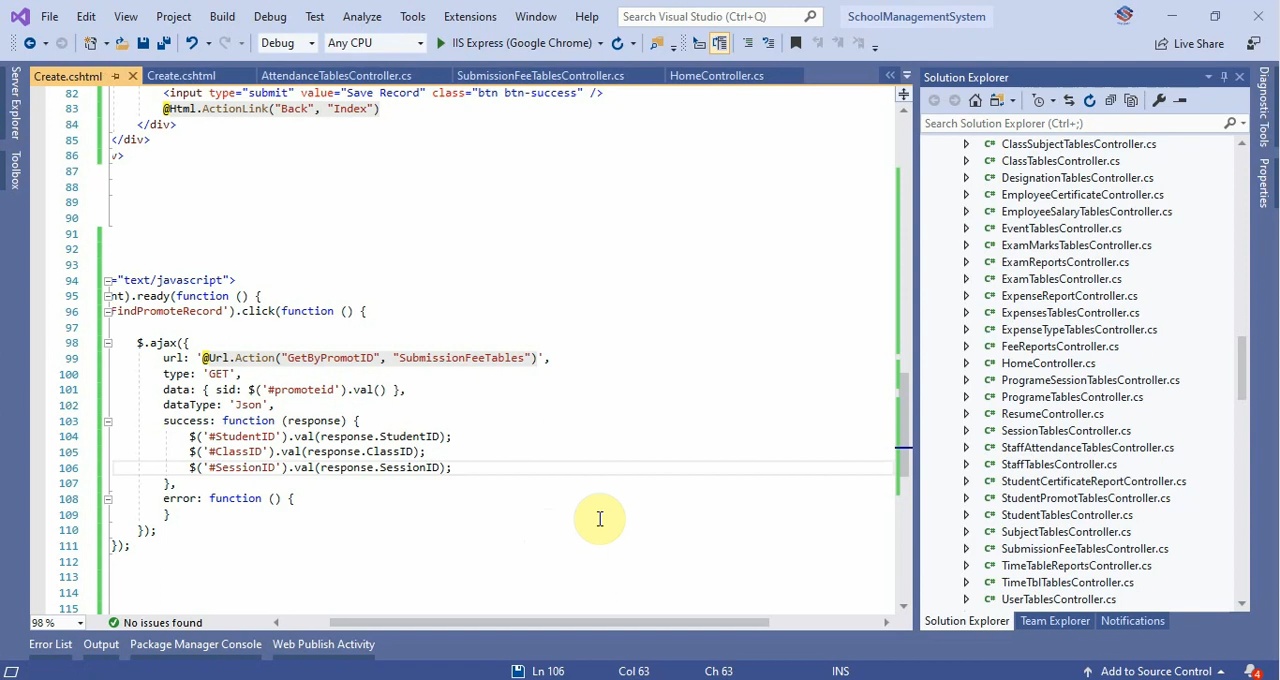 File Edit View Project Build Debug Test Analyze Tools Extensions Window Help Search Visual Studio (Ctrl+Q) SchoolManagementSystem
Debug Any CPU IIS Express (Google Chrome) Live Share
Server Explorer
Toolbox
Create.cshtml Create.cshtml AttendanceTablesController.cs SubmissionFeeTablesController.cs HomeController.cs
82 <input type="submit" value="Save Record" class="btn btn-success" />
83 @Html.ActionLink("Back", "Index")
84 </div>
85 </div>
86 v>
87
88
89
90
91
92
93
94 ="text/javascript">
95 nt).ready(function () {
96 FindPromoteRecord').click(function () {
97
98 $.ajax({
99 url: '@Url.Action("GetByPromotID", "SubmissionFeeTables")',
100 type: 'GET',
101 data: { sid: $('#promoteid').val() },
102 dataType: 'Json',
103 success: function (response) {
104 $('#StudentID').val(response.StudentID);
105 $('#ClassID').val(response.ClassID);
106 $('#SessionID').val(response.SessionID);
107 },
108 error: function () {
109 }
110 });
111 });
112
113
114
115
98 % No issues found
Solution Explorer
Search Solution Explorer (Ctrl+;)
C# ClassSubjectTablesController.cs
C# ClassTablesController.cs
C# DesignationTablesController.cs
C# EmployeeCertificateController.cs
C# EmployeeSalaryTablesController.cs
C# EventTablesController.cs
C# ExamMarksTablesController.cs
C# ExamReportsController.cs
C# ExamTablesController.cs
C# ExpenseReportController.cs
C# ExpensesTablesController.cs
C# ExpenseTypeTablesController.cs
C# FeeReportsController.cs
C# HomeController.cs
C# ProgrameSessionTablesController.cs
C# ProgrameTablesController.cs
C# ResumeController.cs
C# SessionTablesController.cs
C# StaffAttendanceTablesController.cs
C# StaffTablesController.cs
C# StudentCertificateReportController.cs
C# StudentPromotTablesController.cs
C# StudentTablesController.cs
C# SubjectTablesController.cs
C# SubmissionFeeTablesController.cs
C# TimeTableReportsController.cs
C# TimeTblTablesController.cs
C# UserTablesController.cs
Solution Explorer Team Explorer Notifications
Diagnostic Tools
Properties
Error List Output Package Manager Console Web Publish Activity
Ln 106 Col 63 Ch 63 INS Add to Source Control 4